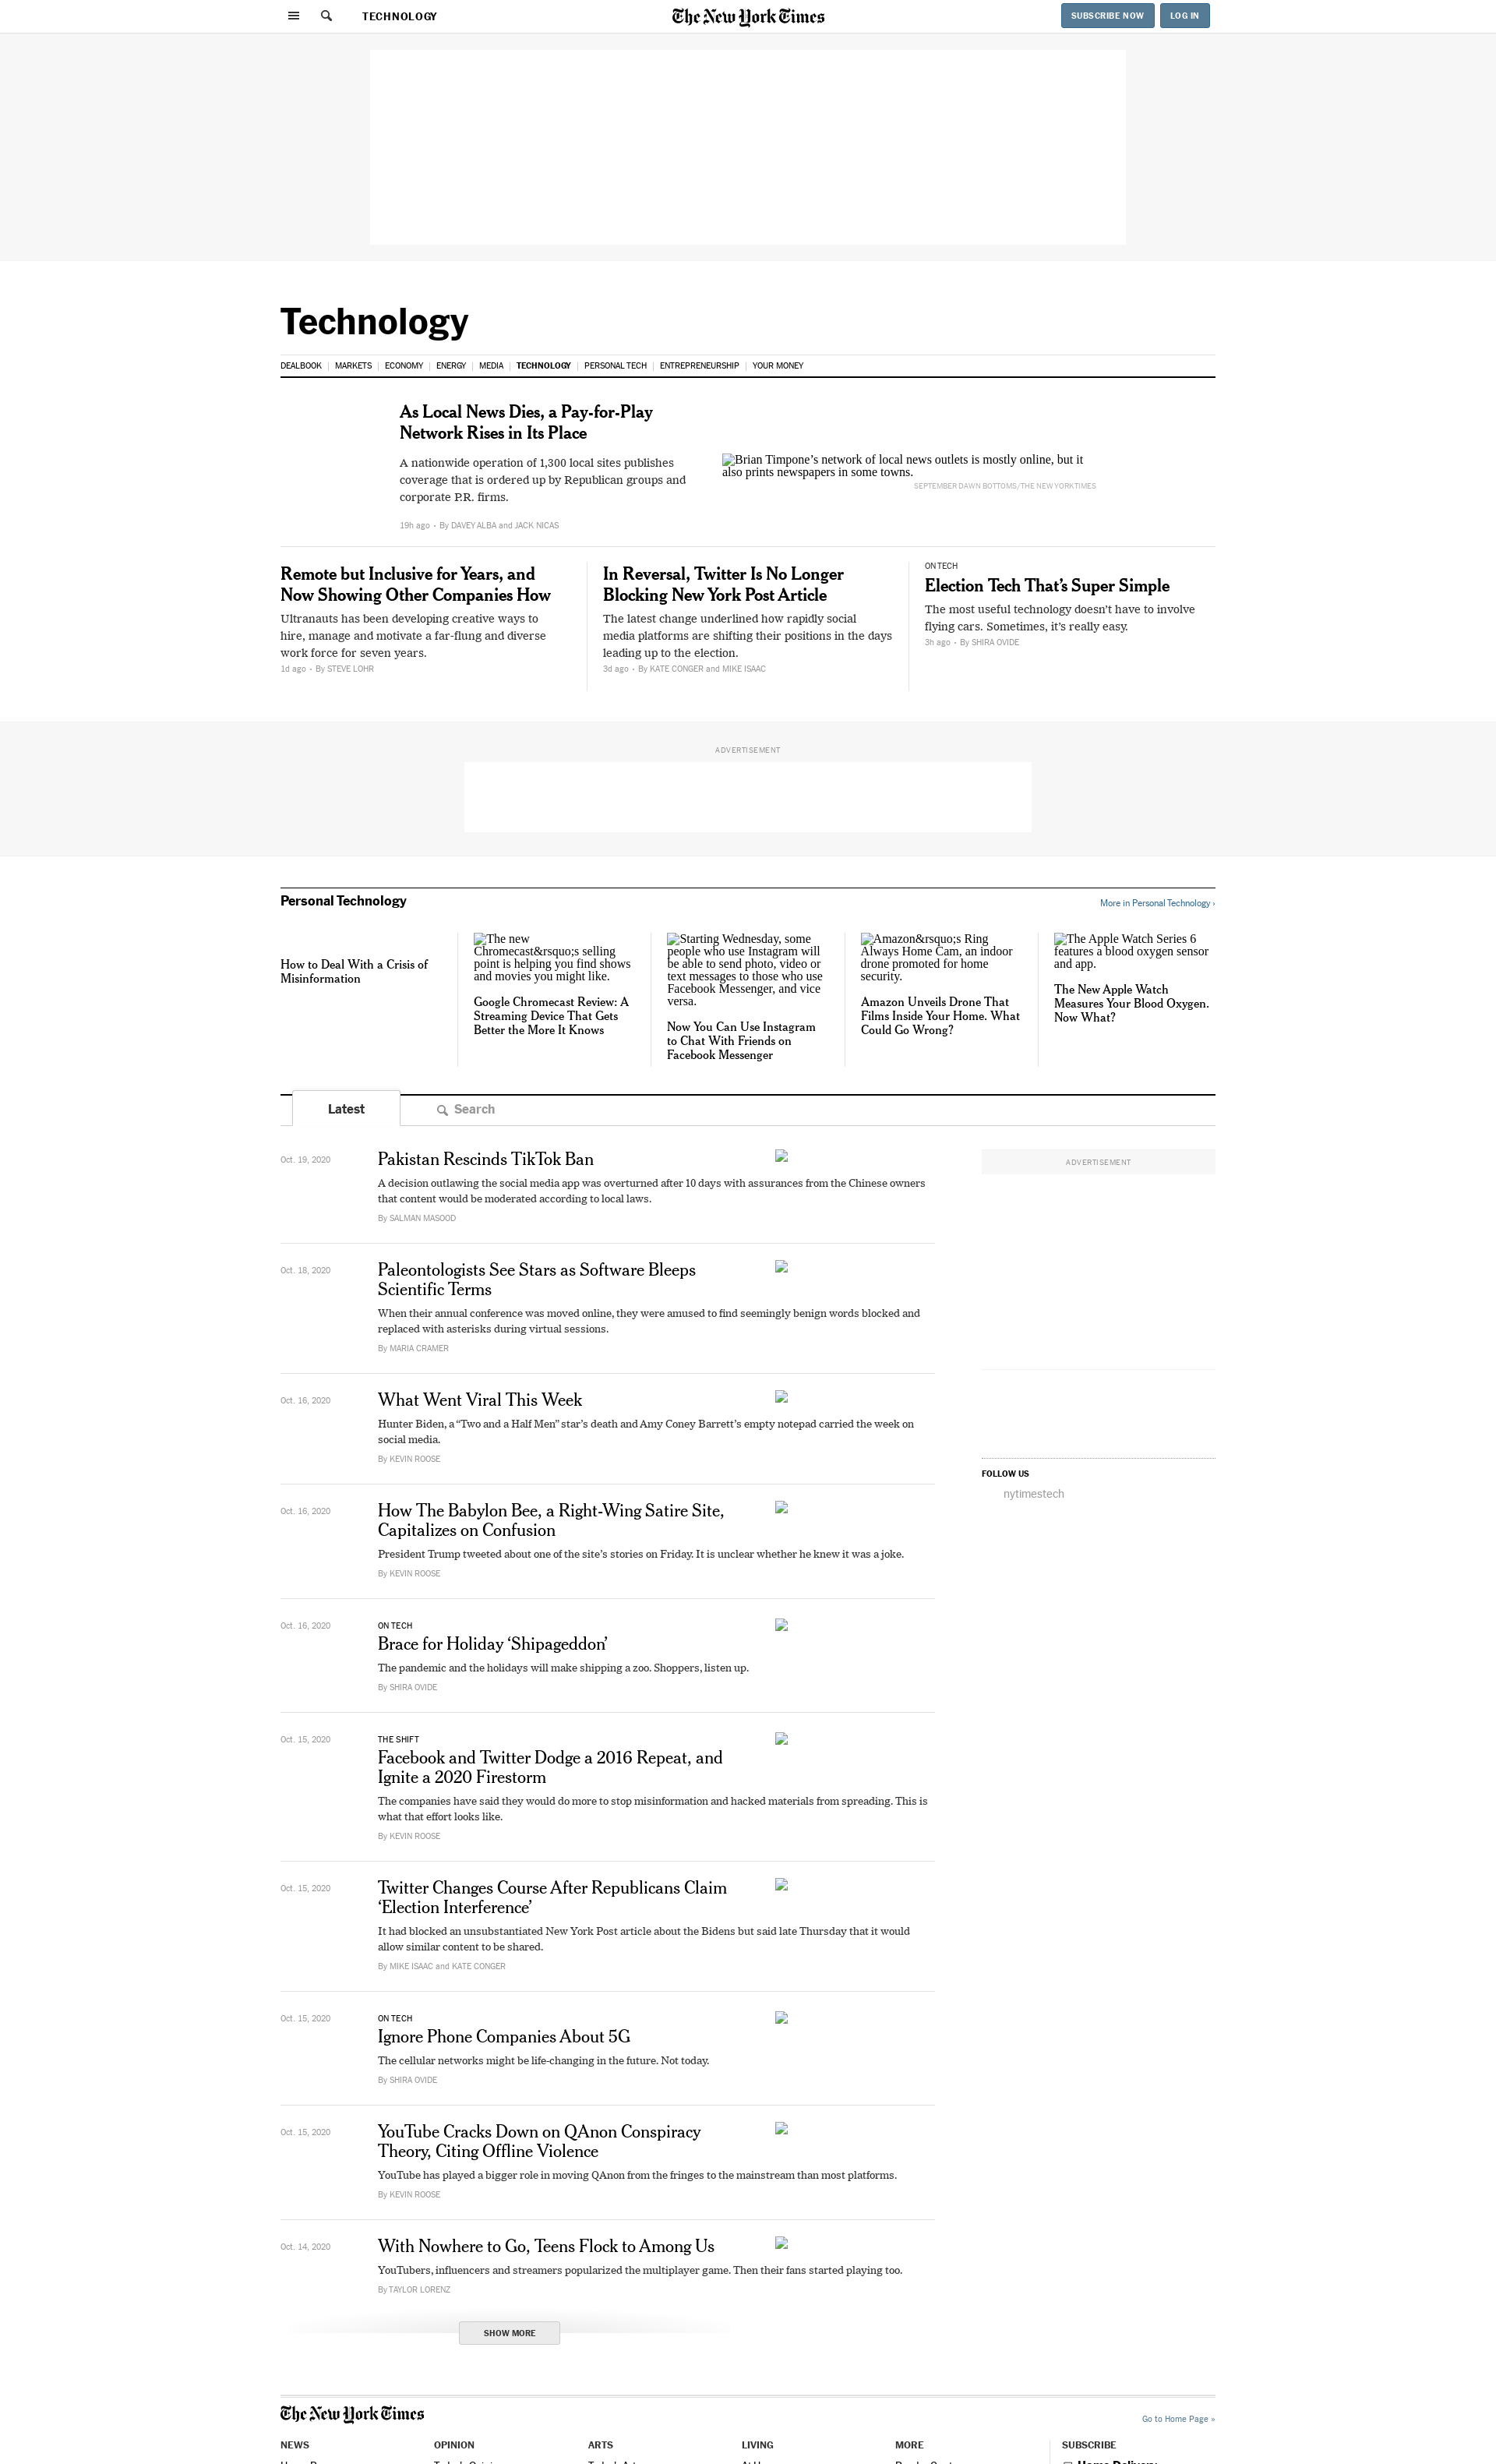 TECHNOLOGY
The New York Times
SUBSCRIBE NOW
LOG IN
Technology
DEALBOOK | MARKETS | ECONOMY | ENERGY | MEDIA | TECHNOLOGY | PERSONAL TECH | ENTREPRENEURSHIP | YOUR MONEY
As Local News Dies, a Pay-for-Play
Network Rises in Its Place
A nationwide operation of 1,300 local sites publishes
coverage that is ordered up by Republican groups and
corporate P.R. firms.
19h ago • By DAVEY ALBA and JACK NICAS
Brian Timpone’s network of local news outlets is mostly online, but it
also prints newspapers in some towns.
SEPTEMBER DAWN BOTTOMS/THE NEW YORK TIMES
Remote but Inclusive for Years, and
Now Showing Other Companies How
Ultranauts has been developing creative ways to
hire, manage and motivate a far-flung and diverse
work force for seven years.
1d ago • By STEVE LOHR
In Reversal, Twitter Is No Longer
Blocking New York Post Article
The latest change underlined how rapidly social
media platforms are shifting their positions in the days
leading up to the election.
3d ago • By KATE CONGER and MIKE ISAAC
ON TECH
Election Tech That’s Super Simple
The most useful technology doesn’t have to involve
flying cars. Sometimes, it’s really easy.
3h ago • By SHIRA OVIDE
ADVERTISEMENT
Personal Technology
More in Personal Technology ›
How to Deal With a Crisis of
Misinformation
The new
Chromecast&rsquo;s selling
point is helping you find shows
and movies you might like.
Google Chromecast Review: A
Streaming Device That Gets
Better the More It Knows
Starting Wednesday, some
people who use Instagram will
be able to send photo, video or
text messages to those who use
Facebook Messenger, and vice
versa.
Now You Can Use Instagram
to Chat With Friends on
Facebook Messenger
Amazon&rsquo;s Ring
Always Home Cam, an indoor
drone promoted for home
security.
Amazon Unveils Drone That
Films Inside Your Home. What
Could Go Wrong?
The Apple Watch Series 6
features a blood oxygen sensor
and app.
The New Apple Watch
Measures Your Blood Oxygen.
Now What?
Latest
Search
Oct. 19, 2020
Pakistan Rescinds TikTok Ban
A decision outlawing the social media app was overturned after 10 days with assurances from the Chinese owners
that content would be moderated according to local laws.
By SALMAN MASOOD
ADVERTISEMENT
Oct. 18, 2020
Paleontologists See Stars as Software Bleeps
Scientific Terms
When their annual conference was moved online, they were amused to find seemingly benign words blocked and
replaced with asterisks during virtual sessions.
By MARIA CRAMER
Oct. 16, 2020
What Went Viral This Week
Hunter Biden, a “Two and a Half Men” star’s death and Amy Coney Barrett’s empty notepad carried the week on
social media.
By KEVIN ROOSE
FOLLOW US
nytimestech
Oct. 16, 2020
How The Babylon Bee, a Right-Wing Satire Site,
Capitalizes on Confusion
President Trump tweeted about one of the site’s stories on Friday. It is unclear whether he knew it was a joke.
By KEVIN ROOSE
Oct. 16, 2020
ON TECH
Brace for Holiday ‘Shipageddon’
The pandemic and the holidays will make shipping a zoo. Shoppers, listen up.
By SHIRA OVIDE
Oct. 15, 2020
THE SHIFT
Facebook and Twitter Dodge a 2016 Repeat, and
Ignite a 2020 Firestorm
The companies have said they would do more to stop misinformation and hacked materials from spreading. This is
what that effort looks like.
By KEVIN ROOSE
Oct. 15, 2020
Twitter Changes Course After Republicans Claim
‘Election Interference’
It had blocked an unsubstantiated New York Post article about the Bidens but said late Thursday that it would
allow similar content to be shared.
By MIKE ISAAC and KATE CONGER
Oct. 15, 2020
ON TECH
Ignore Phone Companies About 5G
The cellular networks might be life-changing in the future. Not today.
By SHIRA OVIDE
Oct. 15, 2020
YouTube Cracks Down on QAnon Conspiracy
Theory, Citing Offline Violence
YouTube has played a bigger role in moving QAnon from the fringes to the mainstream than most platforms.
By KEVIN ROOSE
Oct. 14, 2020
With Nowhere to Go, Teens Flock to Among Us
YouTubers, influencers and streamers popularized the multiplayer game. Then their fans started playing too.
By TAYLOR LORENZ
SHOW MORE
The New York Times
Go to Home Page »
NEWS
OPINION
ARTS
LIVING
MORE
SUBSCRIBE